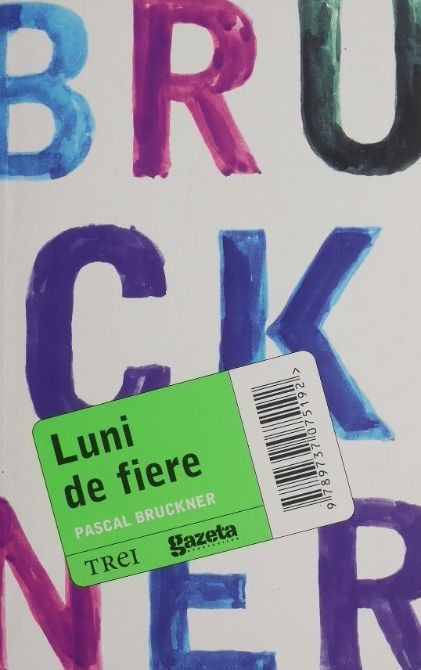 BRU
CK
NER
Luni
de fiere
PASCAL BRUCKNER
TREI
gazeta
9789737075192>